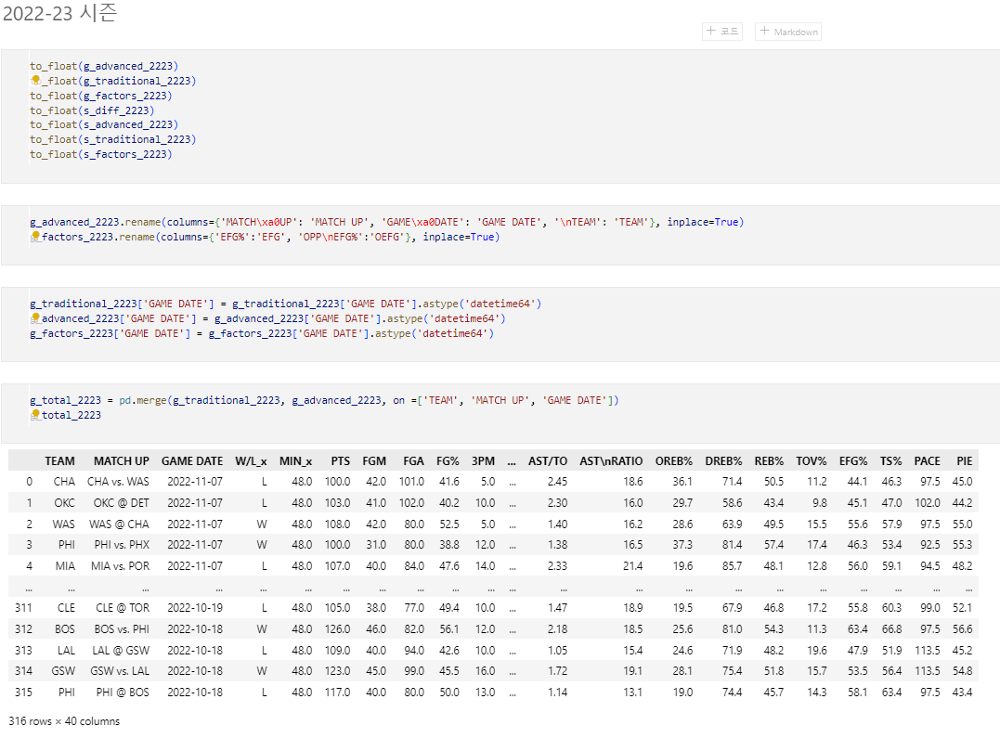 2022-23 시즌
+ 코드 + Markdown
to_float(g_advanced_2223)
_float(g_traditional_2223)
to_float(g_factors_2223)
to_float(s_diff_2223)
to_float(s_advanced_2223)
to_float(s_traditional_2223)
to_float(s_factors_2223)
g_advanced_2223.rename(columns={'MATCH\xa0UP': 'MATCH UP', 'GAME\xa0DATE': 'GAME DATE', '\nTEAM': 'TEAM'}, inplace=True)
factors_2223.rename(columns={'EFG%':'EFG', 'OPP\nEFG%':'OEFG'}, inplace=True)
g_traditional_2223['GAME DATE'] = g_traditional_2223['GAME DATE'].astype('datetime64')
advanced_2223['GAME DATE'] = g_advanced_2223['GAME DATE'].astype('datetime64')
g_factors_2223['GAME DATE'] = g_factors_2223['GAME DATE'].astype('datetime64')
g_total_2223 = pd.merge(g_traditional_2223, g_advanced_2223, on =['TEAM', 'MATCH UP', 'GAME DATE'])
total_2223
TEAM MATCH UP GAME DATE W/L_x MIN_x PTS FGM FGA FG% 3PM ... AST/TO AST\nRATIO OREB% DREB% REB% TOV% EFG% TS% PACE PIE
0 CHA CHA vs. WAS 2022-11-07 L 48.0 100.0 42.0 101.0 41.6 5.0 ... 2.45 18.6 36.1 71.4 50.5 11.2 44.1 46.3 97.5 45.0
1 OKC OKC @ DET 2022-11-07 L 48.0 103.0 41.0 102.0 40.2 10.0 ... 2.30 16.0 29.7 58.6 43.4 9.8 45.1 47.0 102.0 44.2
2 WAS WAS @ CHA 2022-11-07 W 48.0 108.0 42.0 80.0 52.5 5.0 ... 1.40 16.2 28.6 63.9 49.5 15.5 55.6 57.9 97.5 55.0
3 PHI PHI vs. PHX 2022-11-07 W 48.0 100.0 31.0 80.0 38.8 12.0 ... 1.38 16.5 37.3 81.4 57.4 17.4 46.3 53.4 92.5 55.3
4 MIA MIA vs. POR 2022-11-07 L 48.0 107.0 40.0 84.0 47.6 14.0 ... 2.33 21.4 19.6 85.7 48.1 12.8 56.0 59.1 94.5 48.2
... ... ... ... ... ... ... ... ... ... ... ... ... ... ... ... ... ... ... ... ... ...
311 CLE CLE @ TOR 2022-10-19 L 48.0 105.0 38.0 77.0 49.4 10.0 ... 1.47 18.9 19.5 67.9 46.8 17.2 55.8 60.3 99.0 52.1
312 BOS BOS vs. PHI 2022-10-18 W 48.0 126.0 46.0 82.0 56.1 12.0 ... 2.18 18.5 25.6 81.0 54.3 11.3 63.4 66.8 97.5 56.6
313 LAL LAL @ GSW 2022-10-18 L 48.0 109.0 40.0 94.0 42.6 10.0 ... 1.05 15.4 24.6 71.9 48.2 19.6 47.9 51.9 113.5 45.2
314 GSW GSW vs. LAL 2022-10-18 W 48.0 123.0 45.0 99.0 45.5 16.0 ... 1.72 19.1 28.1 75.4 51.8 15.7 53.5 56.4 113.5 54.8
315 PHI PHI @ BOS 2022-10-18 L 48.0 117.0 40.0 80.0 50.0 13.0 ... 1.14 13.1 19.0 74.4 45.7 14.3 58.1 63.4 97.5 43.4
316 rows × 40 columns